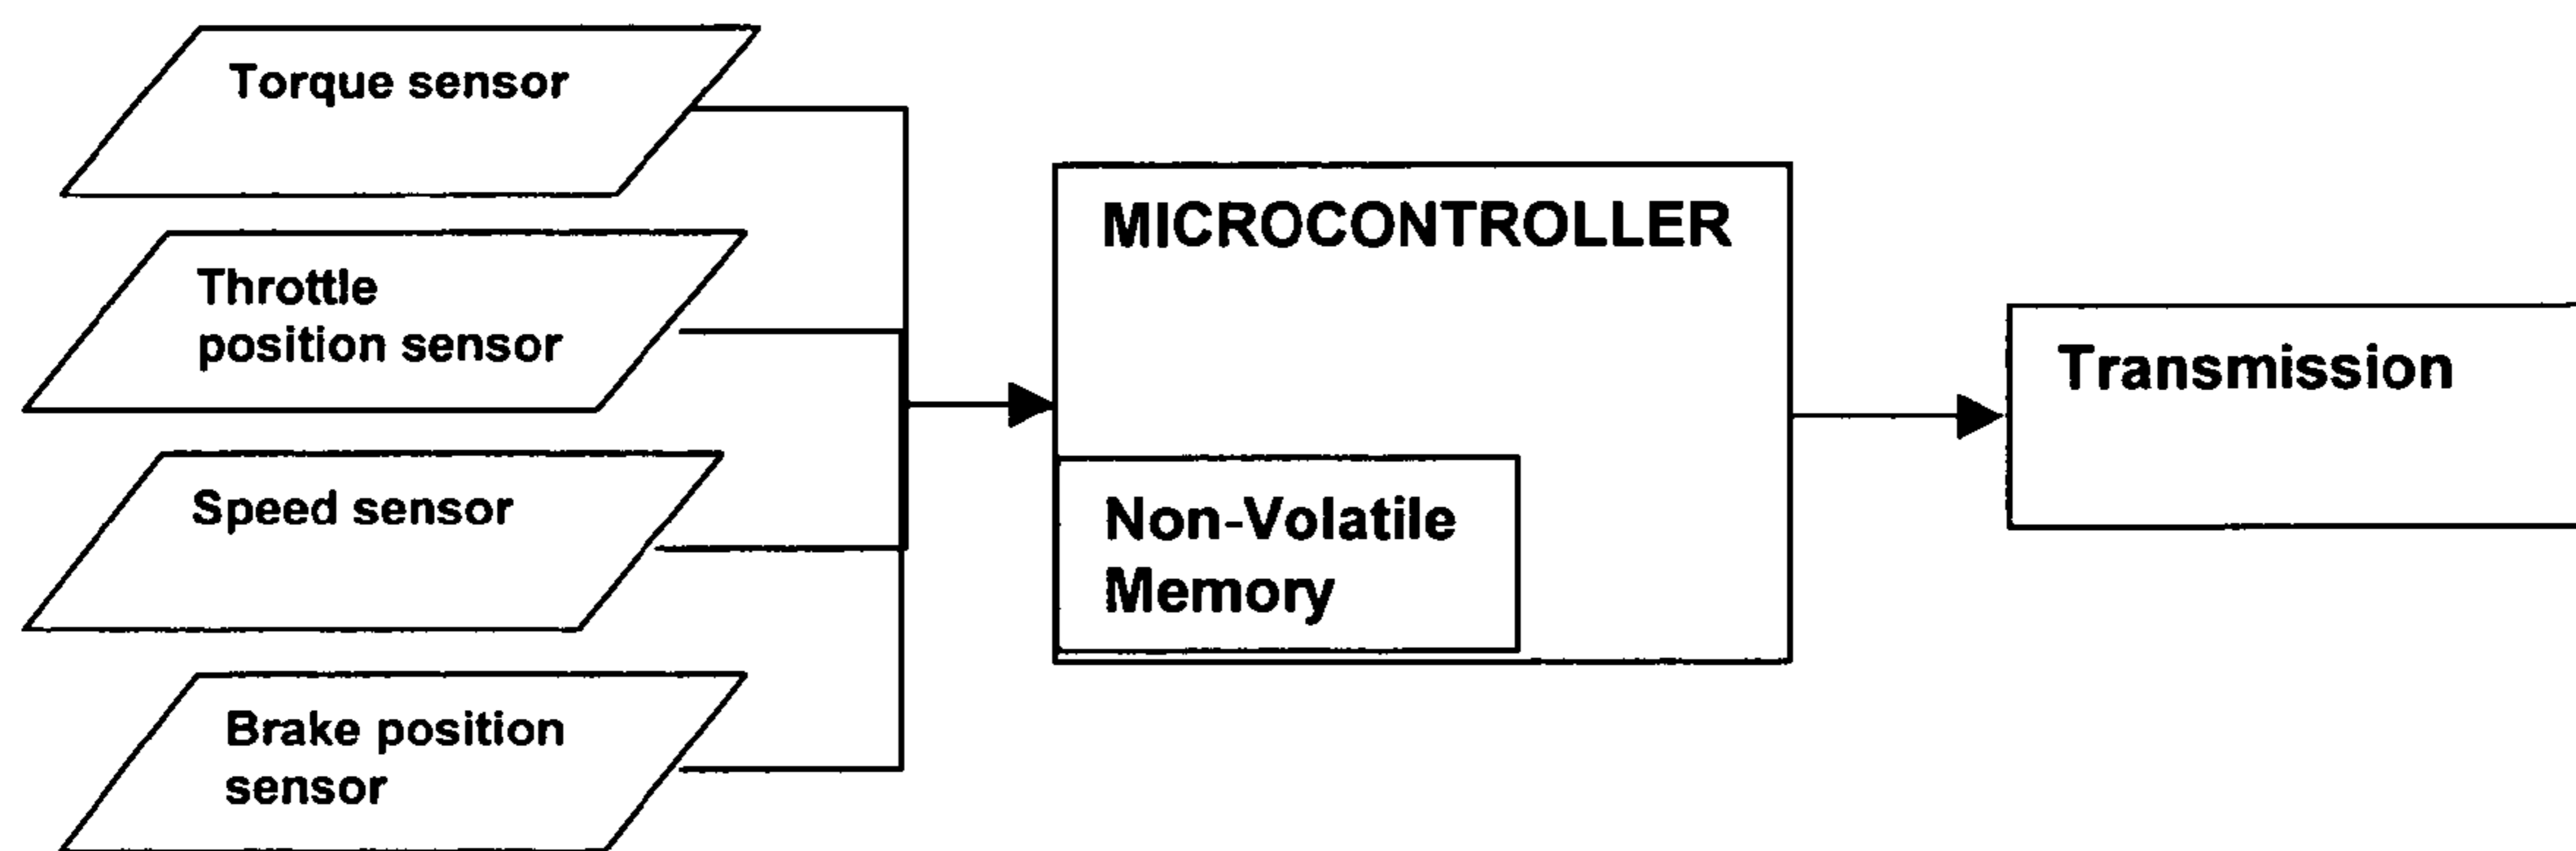 Torque sensor
Throttle
position sensor
Speed sensor
Brake position
sensor
MICROCONTROLLER
Non-Volatile
Memory
Transmission